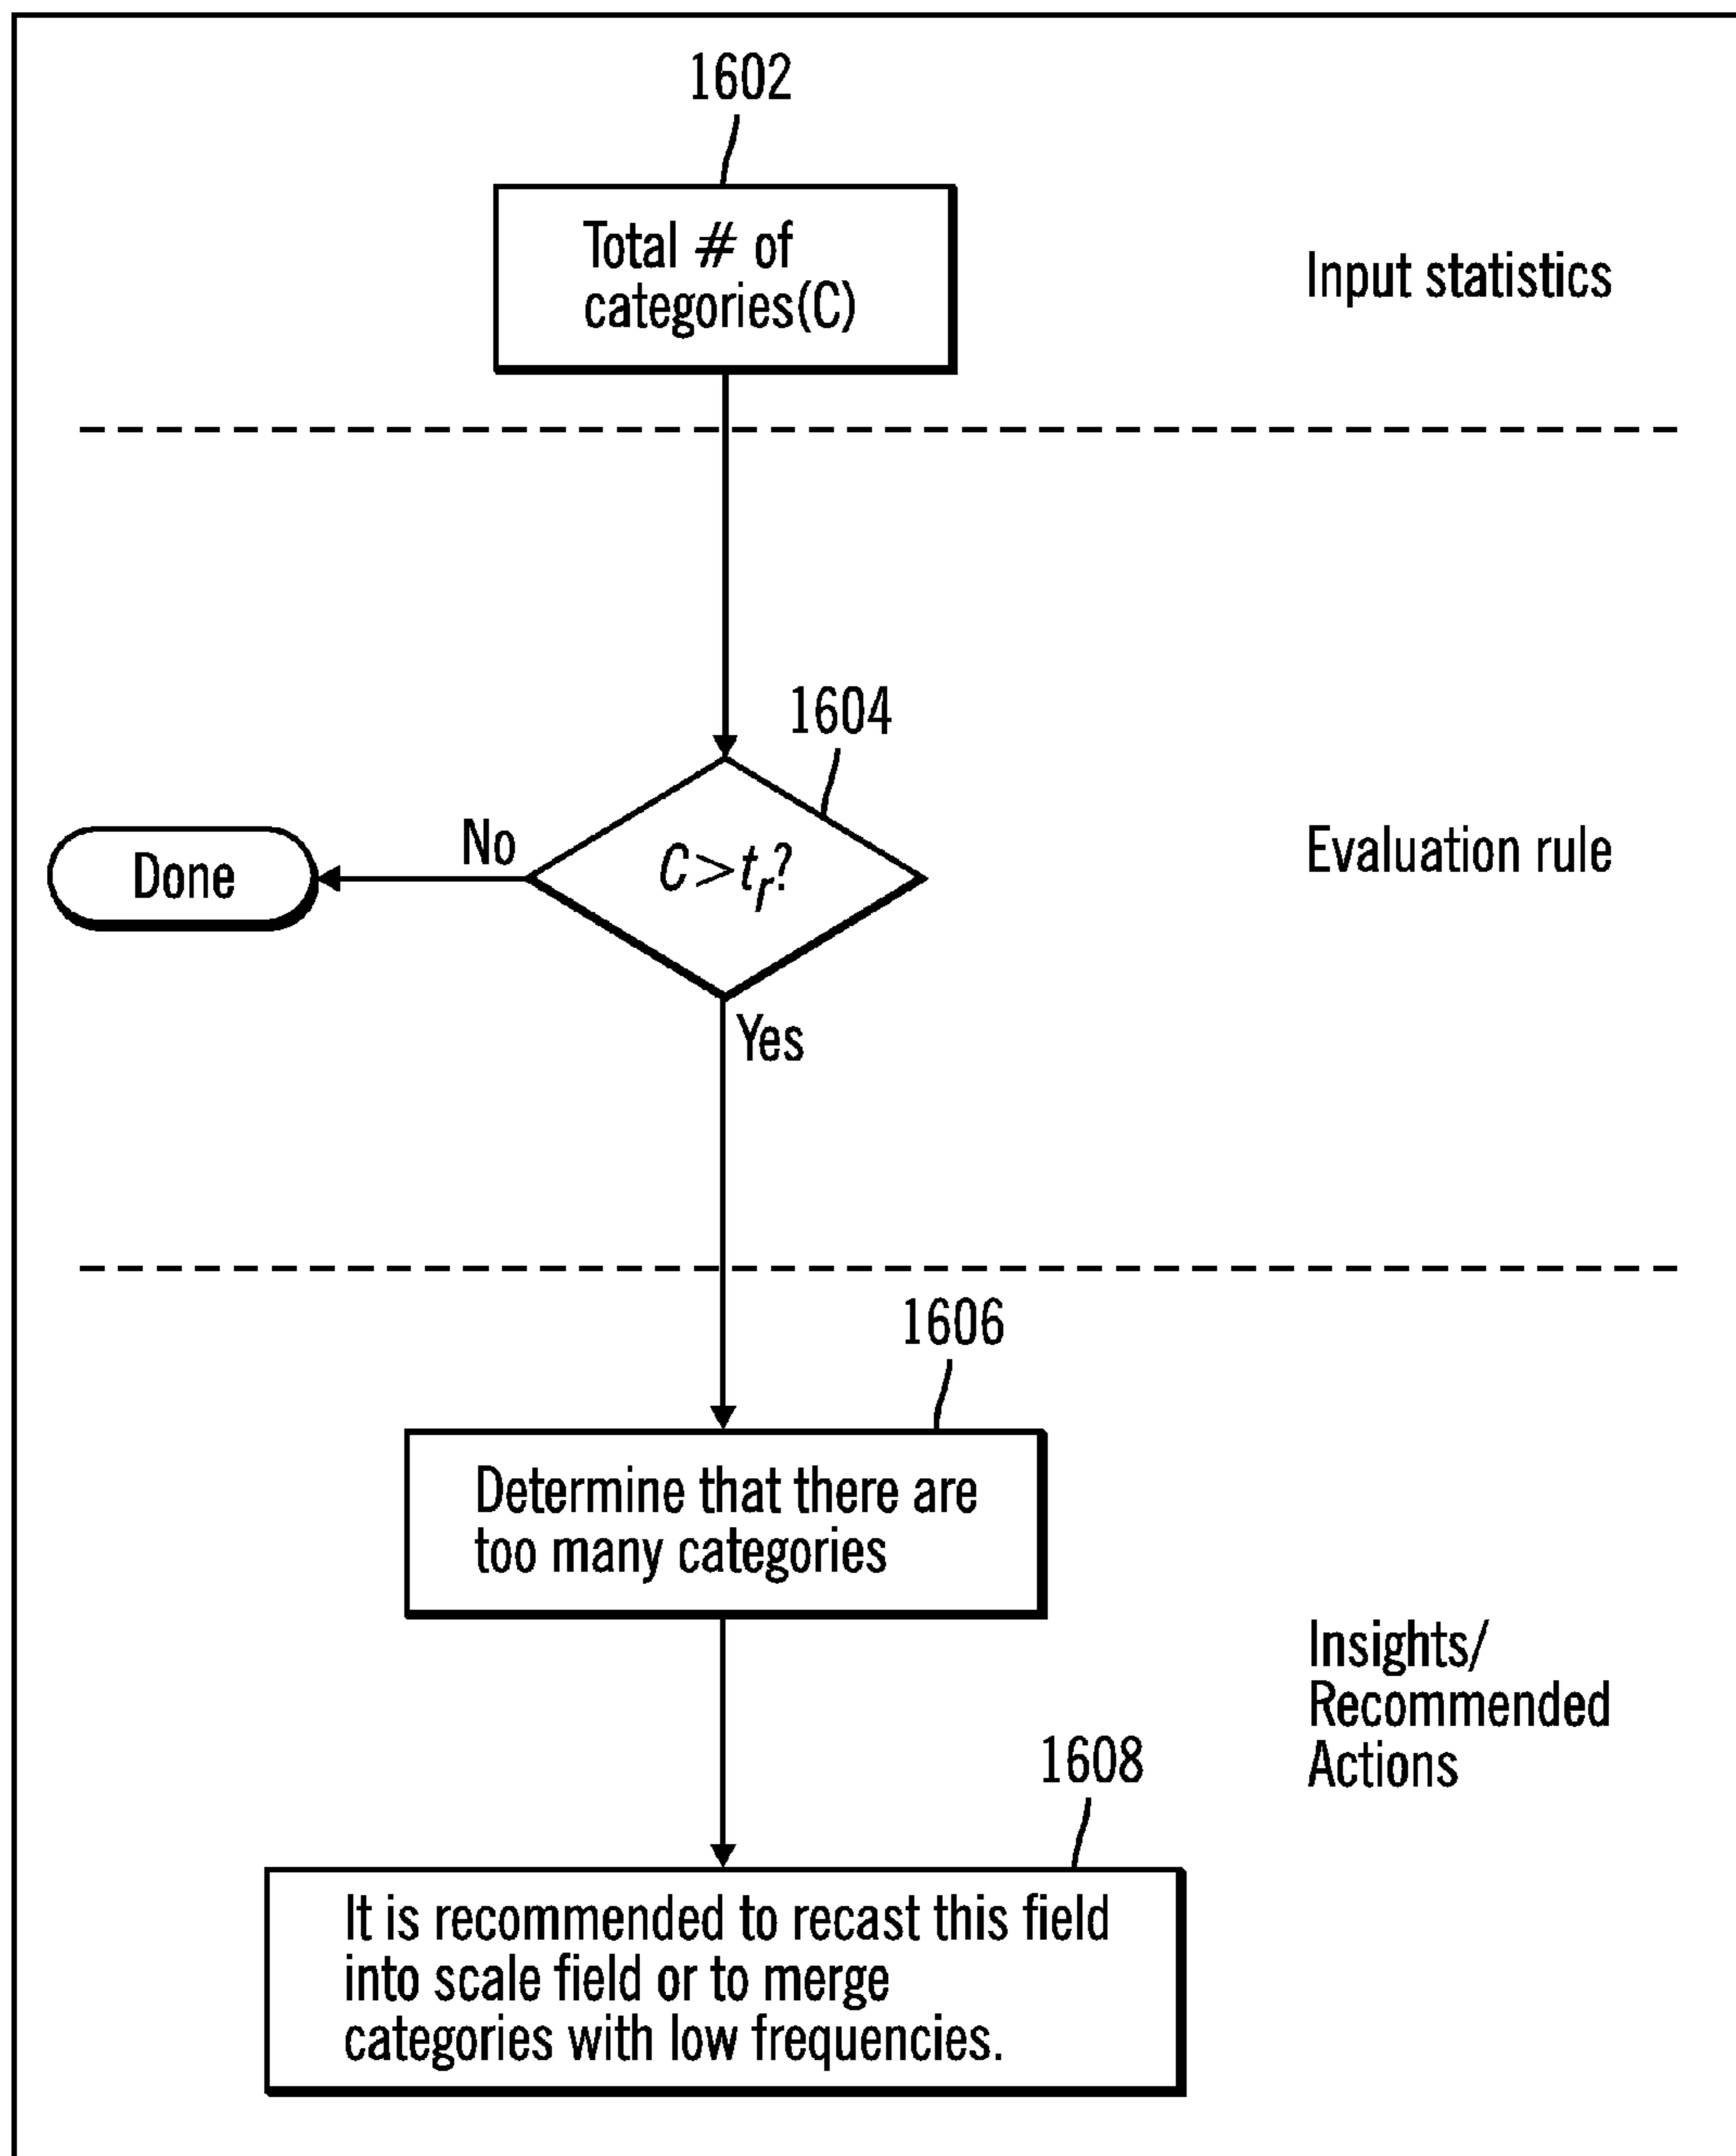 1602
Total # of
categories(C)
Input statistics
1604
No
Done
C>t_r?
Evaluation rule
Yes
1606
Determine that there are
too many categories
Insights/
Recommended
Actions
1608
It is recommended to recast this field
into scale field or to merge
categories with low frequencies.